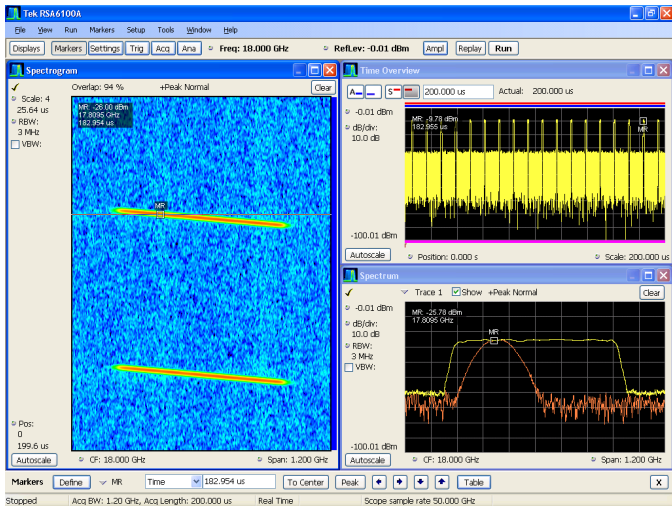 Tek RSA6100A
File View Run Markers Setup Tools Window Help
Displays Markers Settings Trig Acq Ana Freq: 18.000 GHz RefLev: -0.01 dBm Ampl Replay Run
Spectrogram
Overlap: 94 % +Peak Normal Clear
Scale: 4
25.64 us
RBW:
3 MHz
VBW:
MR: -26.00 dBm
17.8095 GHz
182.954 us
MR
Pos:
0
199.6 us
Autoscale CF: 18.000 GHz Span: 1.200 GHz
Time Overview
A S 200.000 us Actual: 200.000 us
-0.01 dBm
dB/div:
10.0 dB
MR: -9.78 dBm
182.955 us
MR
-100.01 dBm
Autoscale Position: 0.000 s Scale: 200.000 us
Spectrum
Trace 1 Show +Peak Normal Clear
-0.01 dBm
dB/div:
10.0 dB
RBW:
3 MHz
VBW:
MR: -25.78 dBm
17.8095 GHz
MR
-100.01 dBm
Autoscale CF: 18.000 GHz Span: 1.200 GHz
Markers Define MR Time 182.954 us To Center Peak Table X
Stopped Acq BW: 1.20 GHz, Acq Length: 200.000 us Real Time Scope sample rate 50.000 GHz